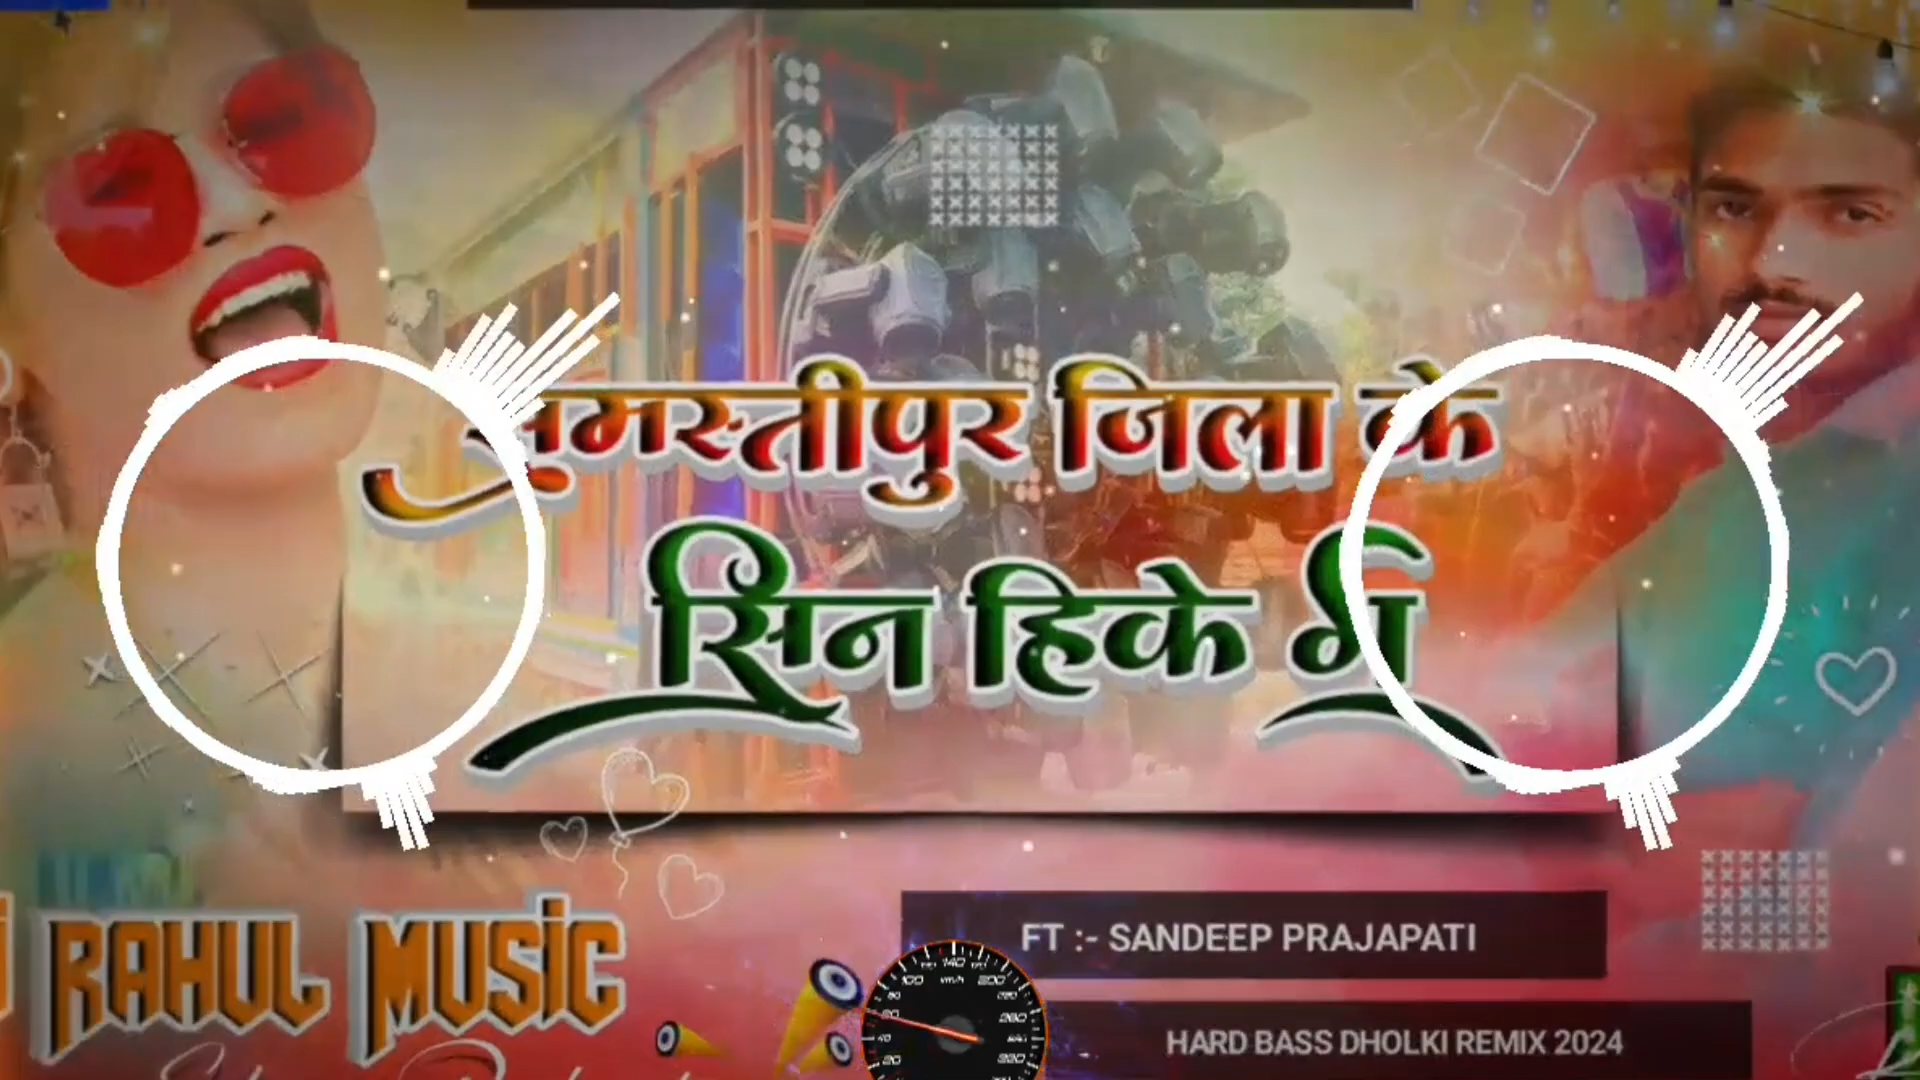 समस्तीपुर जिला के
सिन हिके गे
RAHUL MUSIC
FT :- SANDEEP PRAJAPATI
HARD BASS DHOLKI REMIX 2024